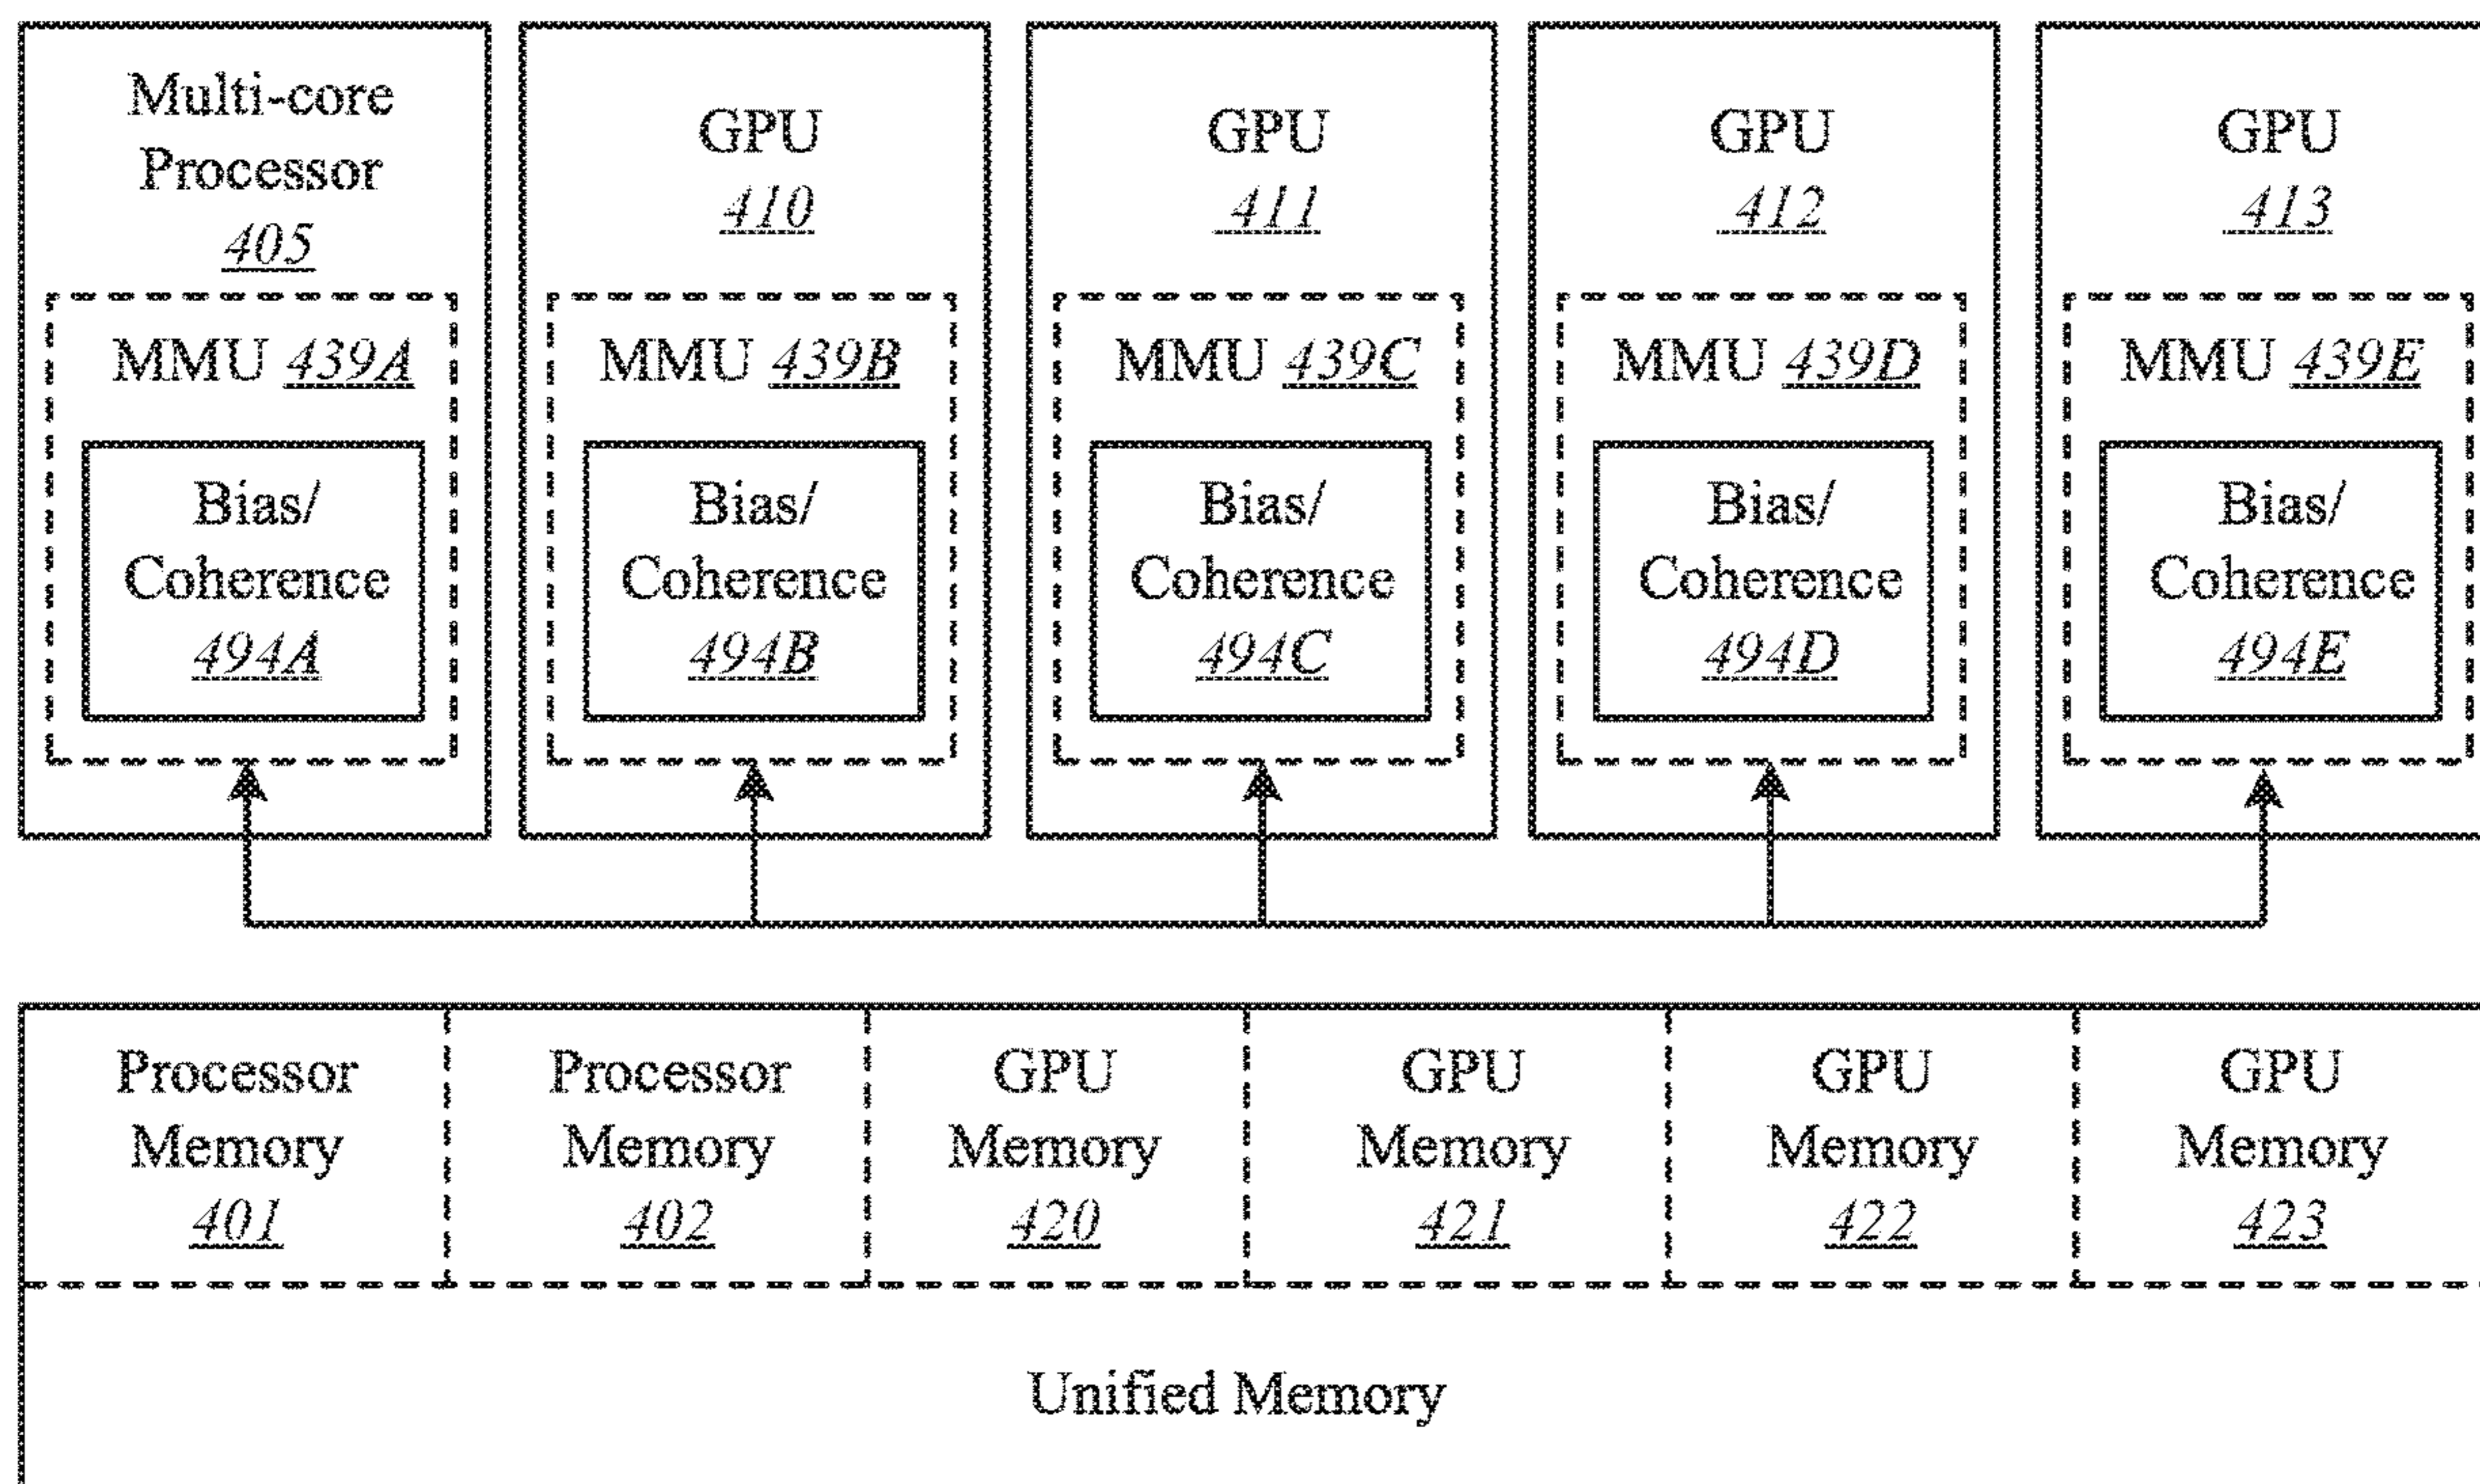 Multi-core
Processor
405
MMU 439A
Bias/
Coherence
494A
GPU
410
MMU 439B
Bias/
Coherence
494B
GPU
411
MMU 439C
Bias/
Coherence
494C
GPU
412
MMU 439D
Bias/
Coherence
494D
GPU
413
MMU 439E
Bias/
Coherence
494E
Processor
Memory
401
Processor
Memory
402
GPU
Memory
420
GPU
Memory
421
GPU
Memory
422
GPU
Memory
423
Unified Memory